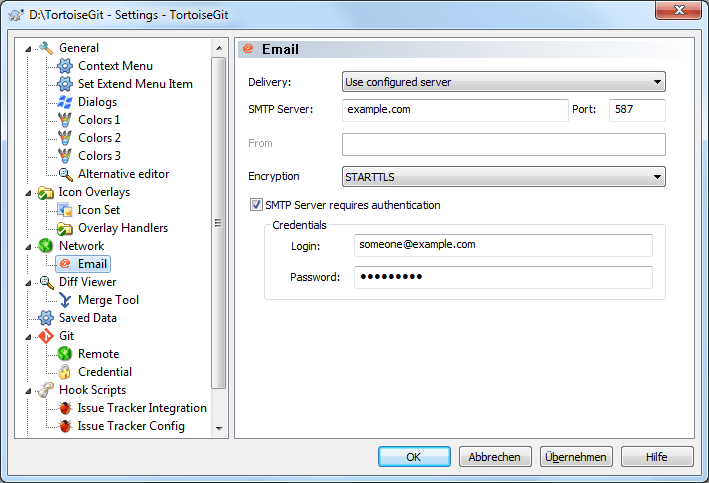 D:\TortoiseGit - Settings - TortoiseGit
General
Context Menu
Set Extend Menu Item
Dialogs
Colors 1
Colors 2
Colors 3
Alternative editor
Icon Overlays
Icon Set
Overlay Handlers
Network
Email
Diff Viewer
Merge Tool
Saved Data
Git
Remote
Credential
Hook Scripts
Issue Tracker Integration
Issue Tracker Config
Email
Delivery: Use configured server
SMTP Server: example.com Port: 587
From
Encryption STARTTLS
SMTP Server requires authentication
Credentials
Login: someone@example.com
Password: ●●●●●●●●●
OK Abbrechen Übernehmen Hilfe